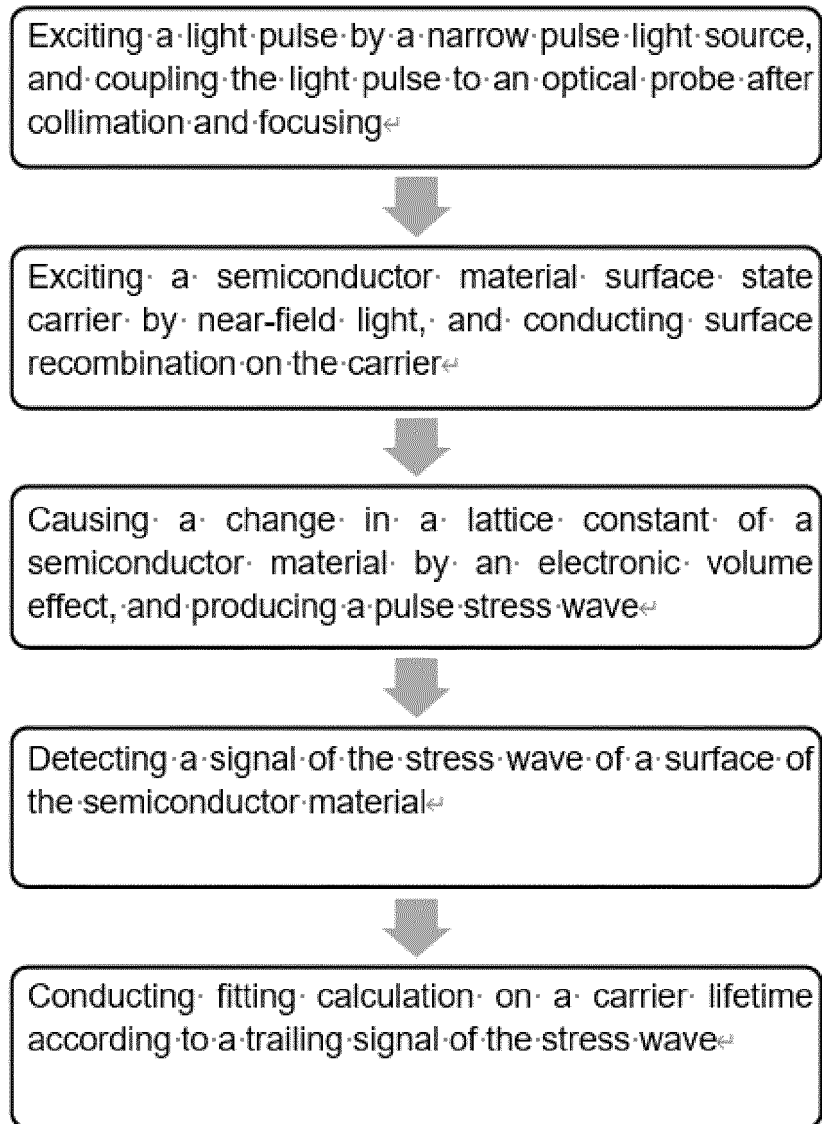 Exciting a light pulse by a narrow pulse light source,
and coupling the light pulse to an optical probe after
collimation and focusing
Exciting a semiconductor material surface state
carrier by near-field light, and conducting surface
recombination on the carrier
Causing a change in a lattice constant of a
semiconductor material by an electronic volume
effect, and producing a pulse stress wave
Detecting a signal of the stress wave of a surface of
the semiconductor material
Conducting fitting calculation on a carrier lifetime
according to a trailing signal of the stress wave